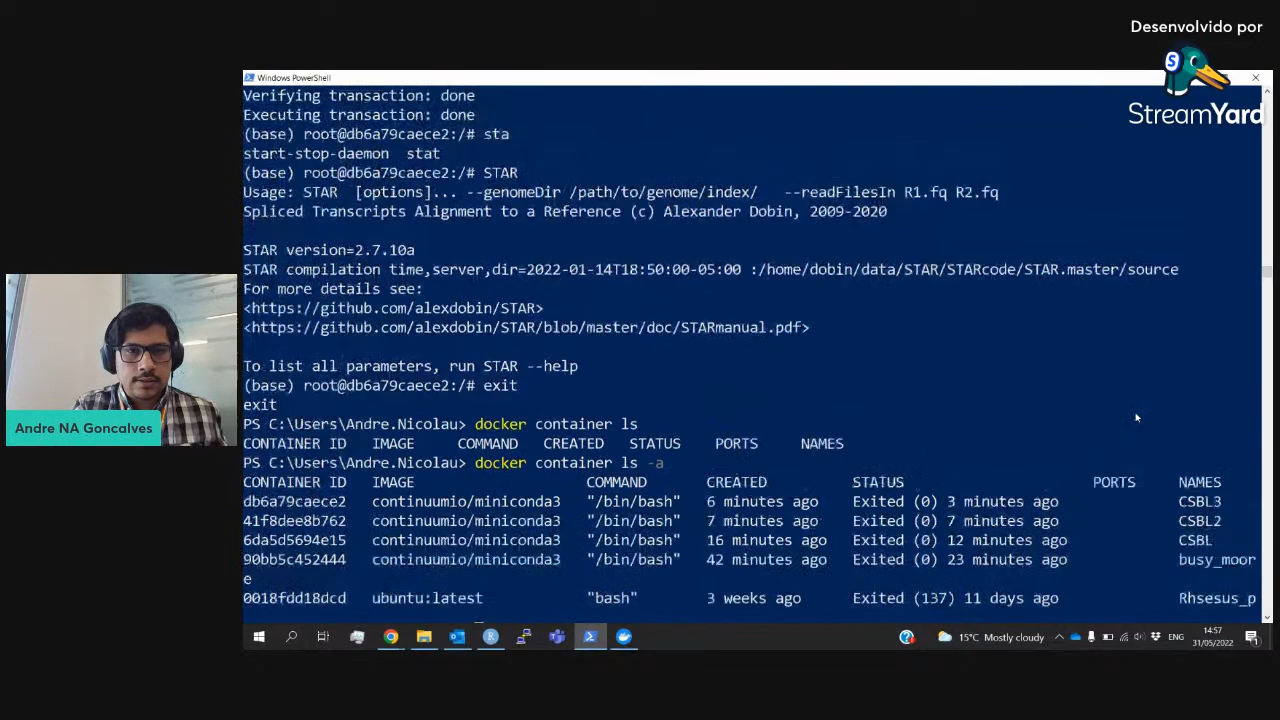 Desenvolvido por
S
StreamYard
Windows PowerShell
Verifying transaction: done
Executing transaction: done
(base) root@db6a79caece2:/# sta
start-stop-daemon  stat
(base) root@db6a79caece2:/# STAR
Usage: STAR  [options]... --genomeDir /path/to/genome/index/   --readFilesIn R1.fq R2.fq
Spliced Transcripts Alignment to a Reference (c) Alexander Dobin, 2009-2020
STAR version=2.7.10a
STAR compilation time,server,dir=2022-01-14T18:50:00-05:00 :/home/dobin/data/STAR/STARcode/STAR.master/source
For more details see:
<https://github.com/alexdobin/STAR>
<https://github.com/alexdobin/STAR/blob/master/doc/STARmanual.pdf>
To list all parameters, run STAR --help
(base) root@db6a79caece2:/# exit
exit
PS C:\Users\Andre.Nicolau> docker container ls
CONTAINER ID   IMAGE     COMMAND   CREATED   STATUS    PORTS     NAMES
PS C:\Users\Andre.Nicolau> docker container ls -a
CONTAINER ID   IMAGE                    COMMAND       CREATED          STATUS                       PORTS     NAMES
db6a79caece2   continuumio/miniconda3   "/bin/bash"   6 minutes ago    Exited (0) 3 minutes ago               CSBL3
41f8dee8b762   continuumio/miniconda3   "/bin/bash"   7 minutes ago    Exited (0) 7 minutes ago               CSBL2
6da5d5694e15   continuumio/miniconda3   "/bin/bash"   16 minutes ago   Exited (0) 12 minutes ago              CSBL
90bb5c452444   continuumio/miniconda3   "/bin/bash"   42 minutes ago   Exited (0) 23 minutes ago              busy_moor
e
0018fdd18dcd   ubuntu:latest            "bash"        3 weeks ago      Exited (137) 11 days ago               Rhsesus_p
Andre NA Goncalves
15°C Mostly cloudy
ENG
14:57
31/05/2022